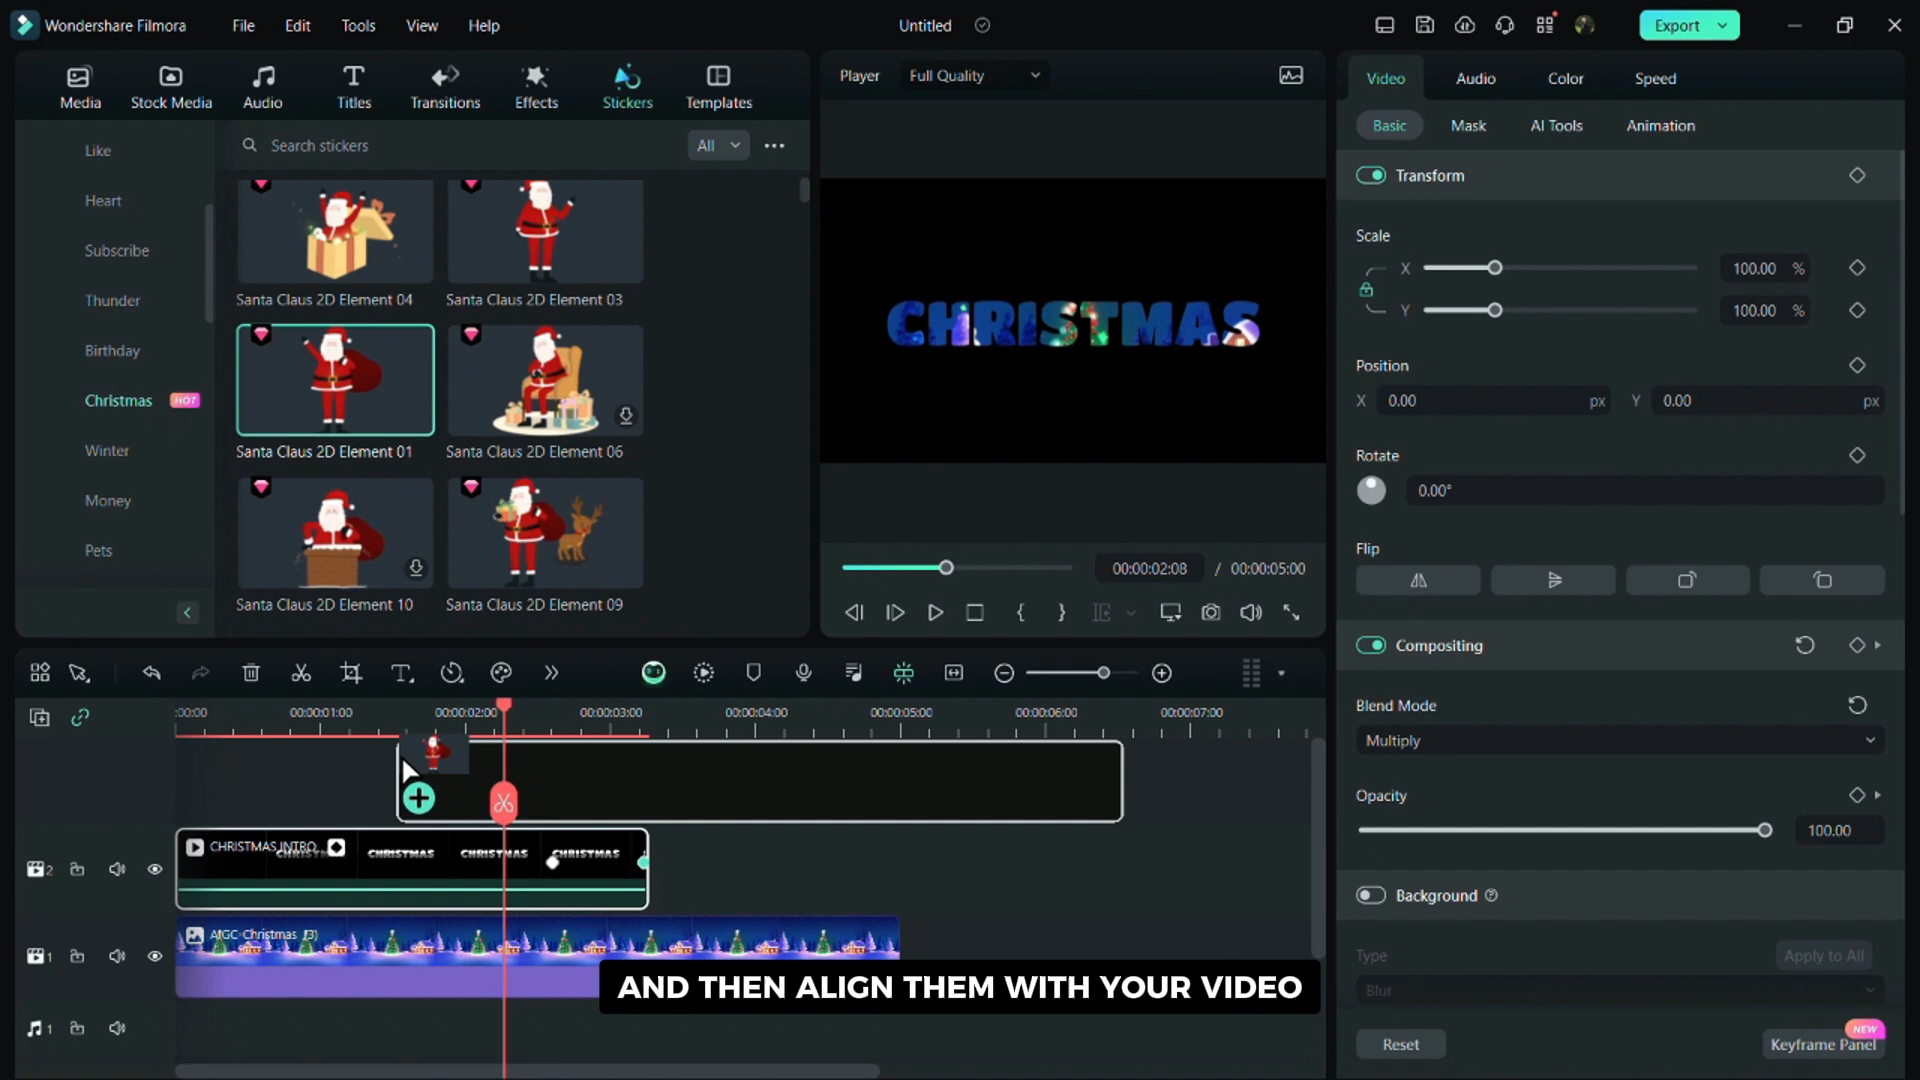 Wondershare Filmora
File
Edit
Tools
View
Help
Untitled
Export
Media
Stock Media
Audio
Titles
Transitions
Effects
Stickers
Templates
Player
Full Quality
Video
Audio
Color
Speed
Basic
Mask
AI Tools
Animation
Like
Heart
Subscribe
Thunder
Birthday
Christmas
HOT
Winter
Money
Pets
Search stickers
All
Santa Claus 2D Element 04
Santa Claus 2D Element 03
Santa Claus 2D Element 01
Santa Claus 2D Element 06
Santa Claus 2D Element 10
Santa Claus 2D Element 09
CHRISTMAS
00:00:02:08 / 00:00:05:00
Transform
Scale
X 100.00 %
Y 100.00 %
Position
X 0.00 px Y 0.00 px
Rotate
0.00°
Flip
Compositing
Blend Mode
Multiply
Opacity
100.00
Background
Type
Apply to All
Blur
Reset
NEW
Keyframe Panel
:00:00
00:00:01:00
00:00:02:00
00:00:03:00
00:00:04:00
00:00:05:00
00:00:06:00
00:00:07:00
2
CHRISTMAS INTRO
CHRISTMAS
CHRISTMAS
CHRISTMAS
CHRISTMAS
1
AIGC-Christmas (3)
1
AND THEN ALIGN THEM WITH YOUR VIDEO